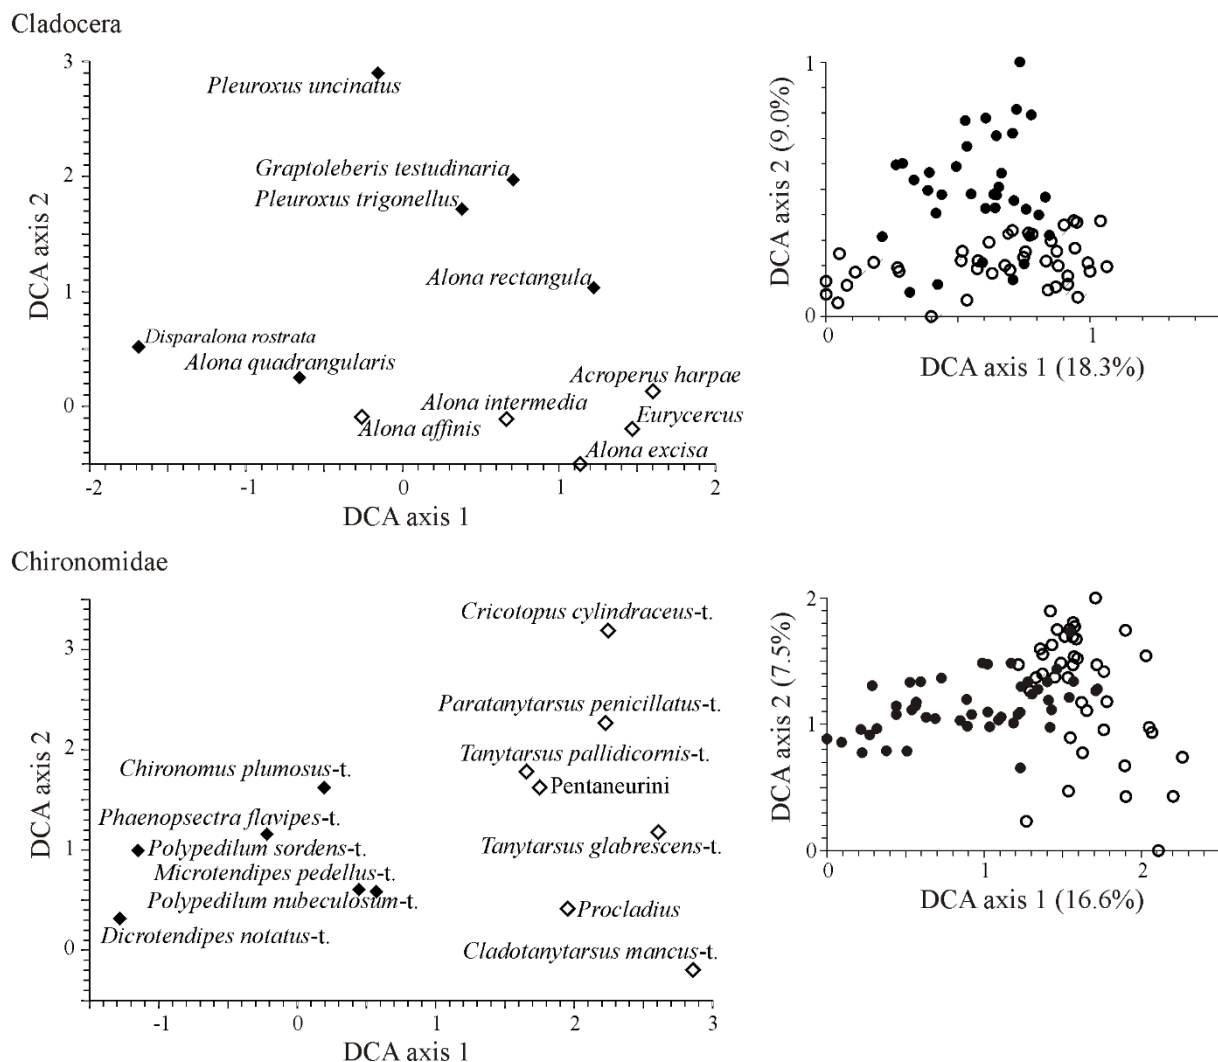 Cladocera
3
2
1
0
-2
-1
0
1
2
DCA axis 2
DCA axis 1
Pleuroxus uncinatus
Graptoleberis testudinaria
Pleuroxus trigonellus
Alona rectangula
Disparalona rostrata
Alona quadrangularis
Acroperus harpae
Alona intermedia
Eurycercus
Alona affinis
Alona excisa
1
0
0
1
DCA axis 2 (9.0%)
DCA axis 1 (18.3%)
Chironomidae
3
2
1
0
-1
0
1
2
3
DCA axis 2
DCA axis 1
Cricotopus cylindraceus-t.
Paratanytarsus penicillatus-t.
Tanytarsus pallidicornis-t.
Chironomus plumosus-t.
Pentaneurini
Phaenopsectra flavipes-t.
Polypedilum sordens-t.
Tanytarsus glabrescens-t.
Microtendipes pedellus-t.
Polypedilum nubeculosum-t.
Procladius
Dicrotendipes notatus-t.
Cladotanytarsus mancus-t.
2
1
0
0
1
2
DCA axis 2 (7.5%)
DCA axis 1 (16.6%)